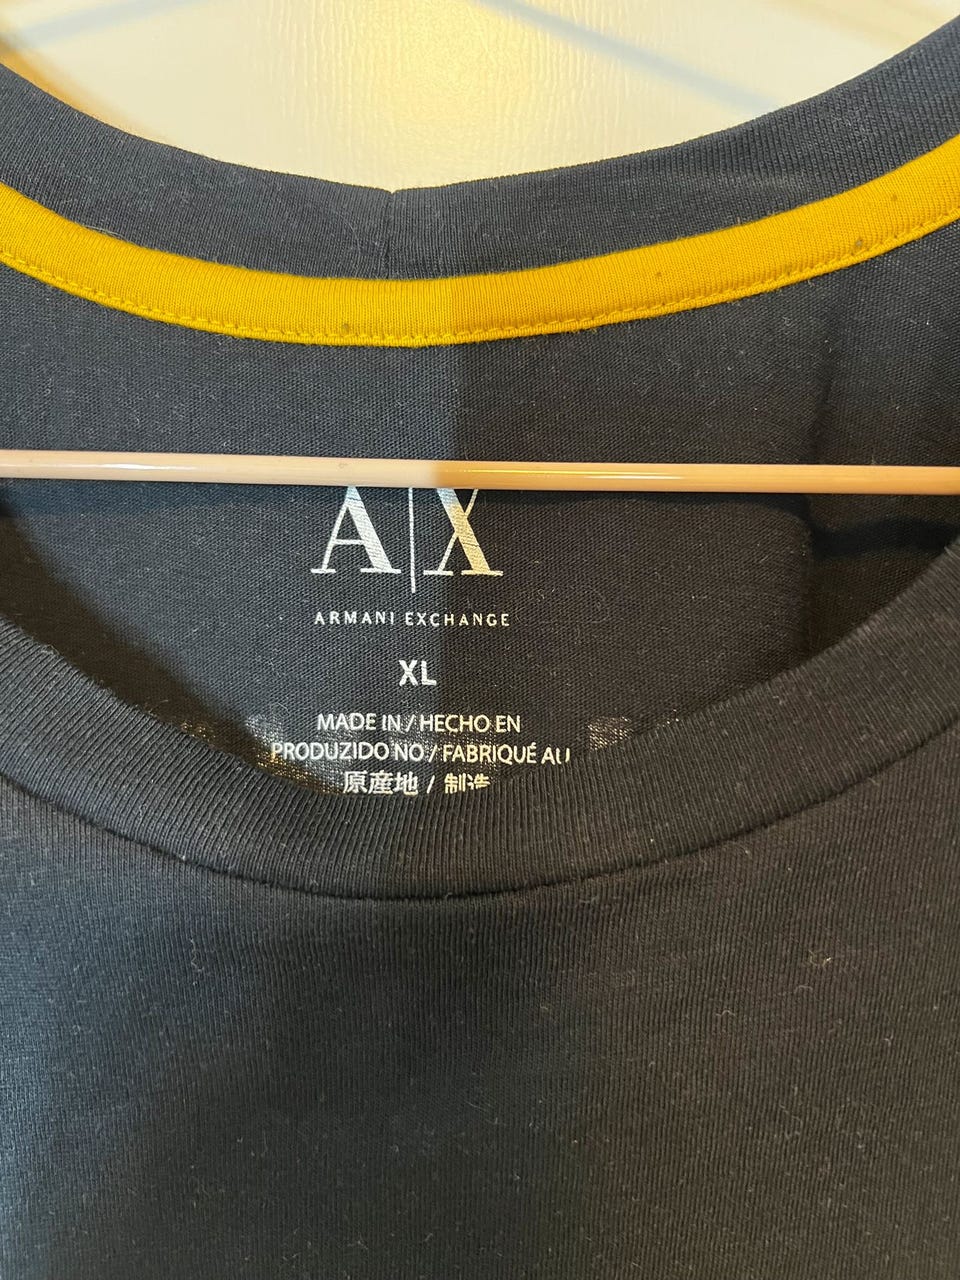 A|X
ARMANI EXCHANGE
XL
MADE IN / HECHO EN
PRODUZIDO NO / FABRIQUÉ AU
原産地 / 制造